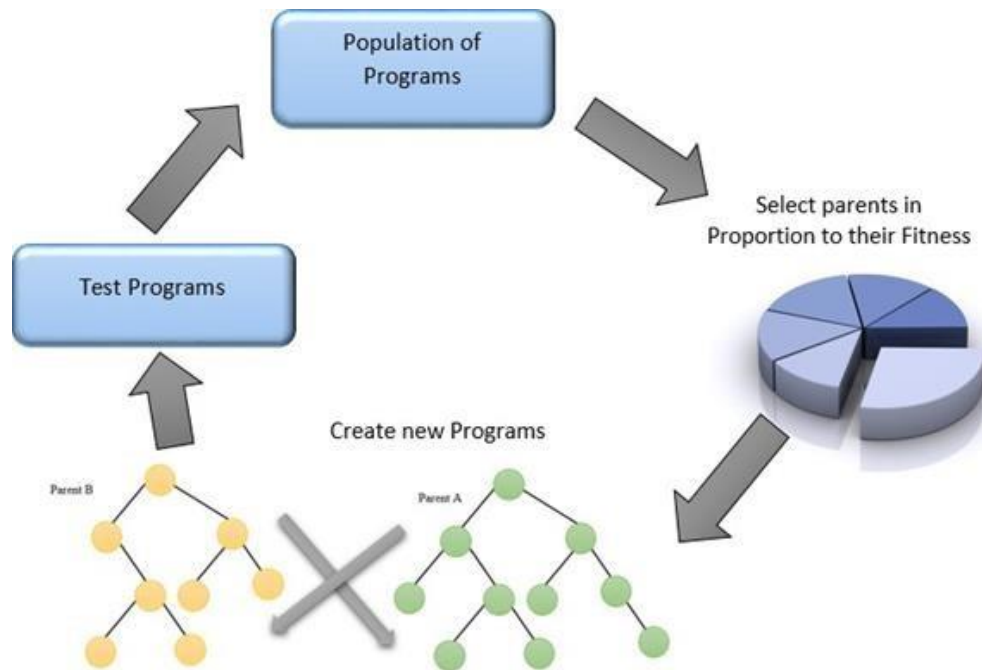 Population of
Programs
Select parents in
Proportion to their Fitness
Test Programs
Create new Programs
Parent B
Parent A